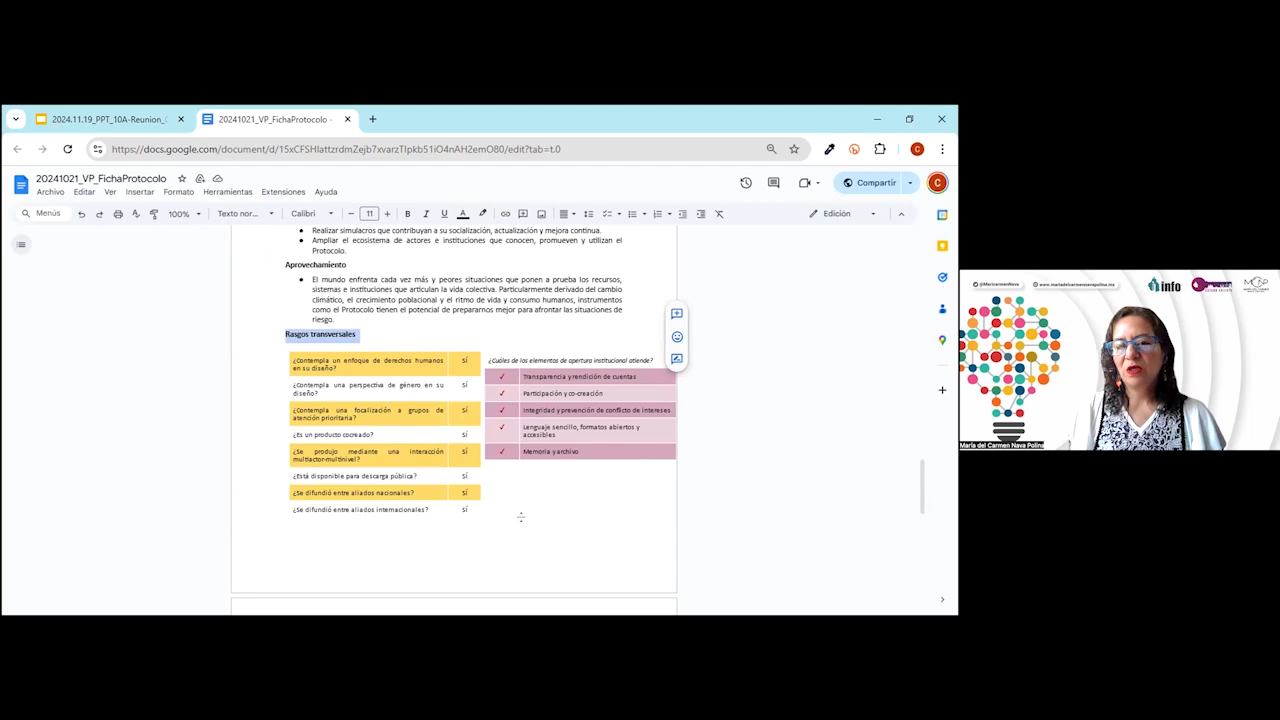 2024.11.19_PPT_10A-Reunion_
20241021_VP_FichaProtocolo -
https://docs.google.com/document/d/15xCFSHlattzrdmZejb7xvarzTIpkb51iO4nAH2emO80/edit?tab=t.0
C
20241021_VP_FichaProtocolo
Archivo Editar Ver Insertar Formato Herramientas Extensiones Ayuda
Compartir
C
Menús
100%
Texto nor...
Calibri
11
Edición
Realizar simulacros que contribuyan a su socialización, actualización y mejora continua.
Ampliar el ecosistema de actores e instituciones que conocen, promueven y utilizan el
Protocolo.
Aprovechamiento
El mundo enfrenta cada vez más y peores situaciones que ponen a prueba los recursos,
sistemas e instituciones que articulan la vida colectiva. Particularmente derivado del cambio
climático, el crecimiento poblacional y el ritmo de vida y consumo humanos, instrumentos
como el Protocolo tienen el potencial de prepararnos mejor para afrontar las situaciones de
riesgo.
Rasgos transversales
¿Contempla un enfoque de derechos humanos
en su diseño?
SÍ
¿Contempla una perspectiva de género en su
diseño?
SÍ
¿Contempla una focalización a grupos de
atención prioritaria?
SÍ
¿Es un producto cocreado?
SÍ
¿Se produjo mediante una interacción
multiactor-multinivel?
SÍ
¿Está disponible para descarga pública?
SÍ
¿Se difundió entre aliados nacionales?
SÍ
¿Se difundió entre aliados internacionales?
SÍ
¿Cuáles de los elementos de apertura institucional atiende?
✓ Transparencia y rendición de cuentas
✓ Participación y co-creación
✓ Integridad y prevención de conflicto de intereses
✓ Lenguaje sencillo, formatos abiertos y
accesibles
✓ Memoria y archivo
@MaricarmenNava
www.mariadelcarmennavapolina.mx
info
María del Carmen Nava Polina